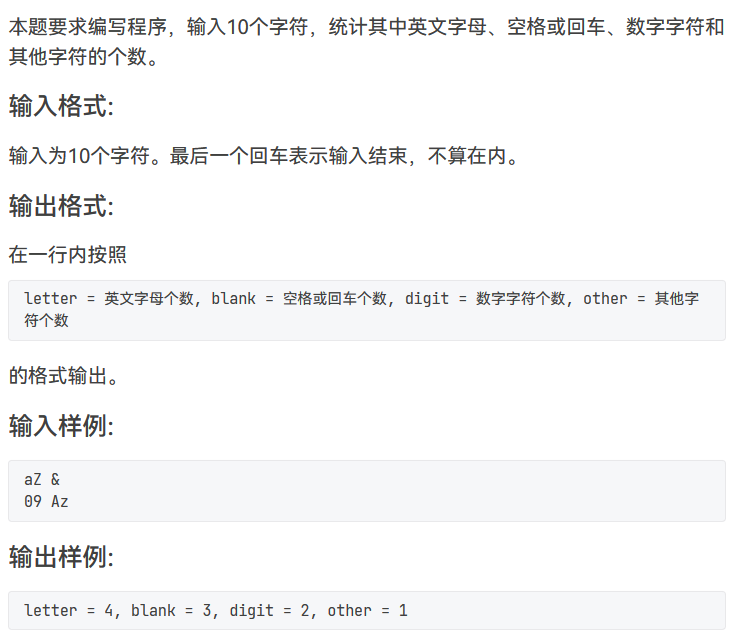 本题要求编写程序，输入10个字符，统计其中英文字母、空格或回车、数字字符和
其他字符的个数。
输入格式:
输入为10个字符。最后一个回车表示输入结束，不算在内。
输出格式:
在一行内按照
letter = 英文字母个数, blank = 空格或回车个数, digit = 数字字符个数, other = 其他字
符个数
的格式输出。
输入样例:
aZ &
09 Az
输出样例:
letter = 4, blank = 3, digit = 2, other = 1